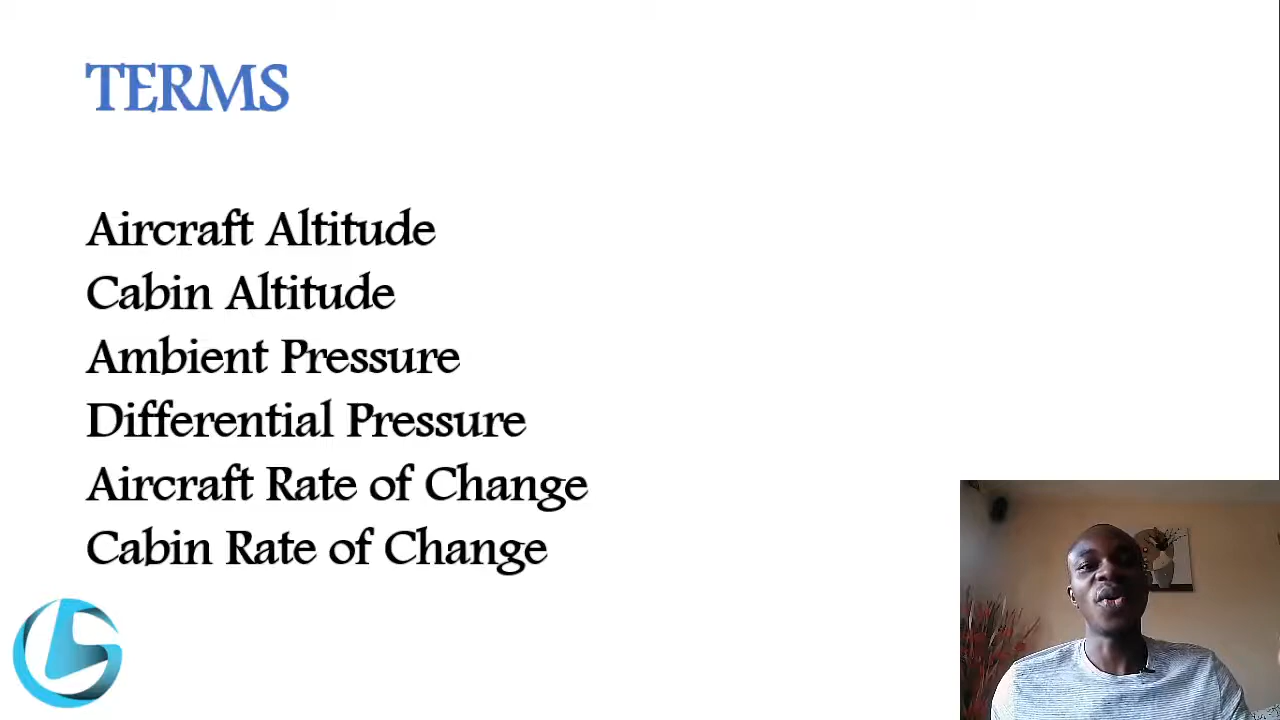 TERMS
Aircraft Altitude
Cabin Altitude
Ambient Pressure
Differential Pressure
Aircraft Rate of Change
Cabin Rate of Change